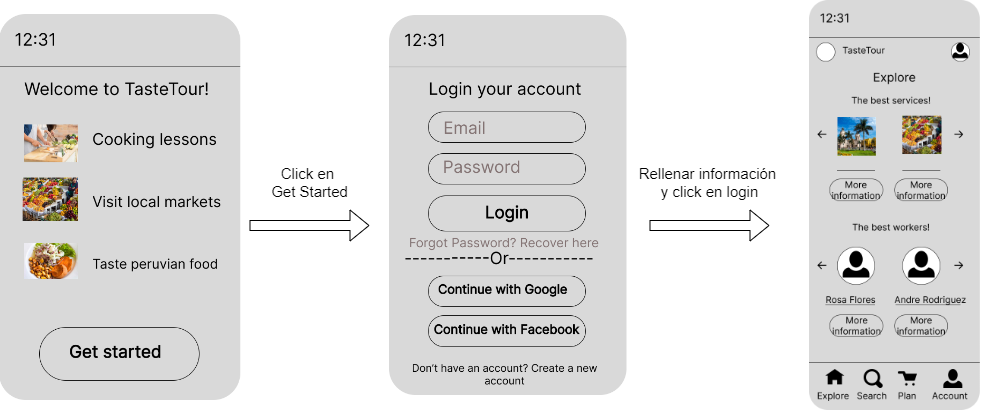 12:31
Welcome to TasteTour!
Cooking lessons
Visit local markets
Taste peruvian food
Get started
Click en
Get Started
12:31
Login your account
Email
Password
Login
Forgot Password? Recover here
Or
Continue with Google
Continue with Facebook
Don't have an account? Create a new
account
Rellenar información
y click en login
12:31
TasteTour
Explore
The best services!
More
information
More
information
The best workers!
Rosa Flores
Andre Rodriguez
More
information
More
information
Explore
Search
Plan
Account